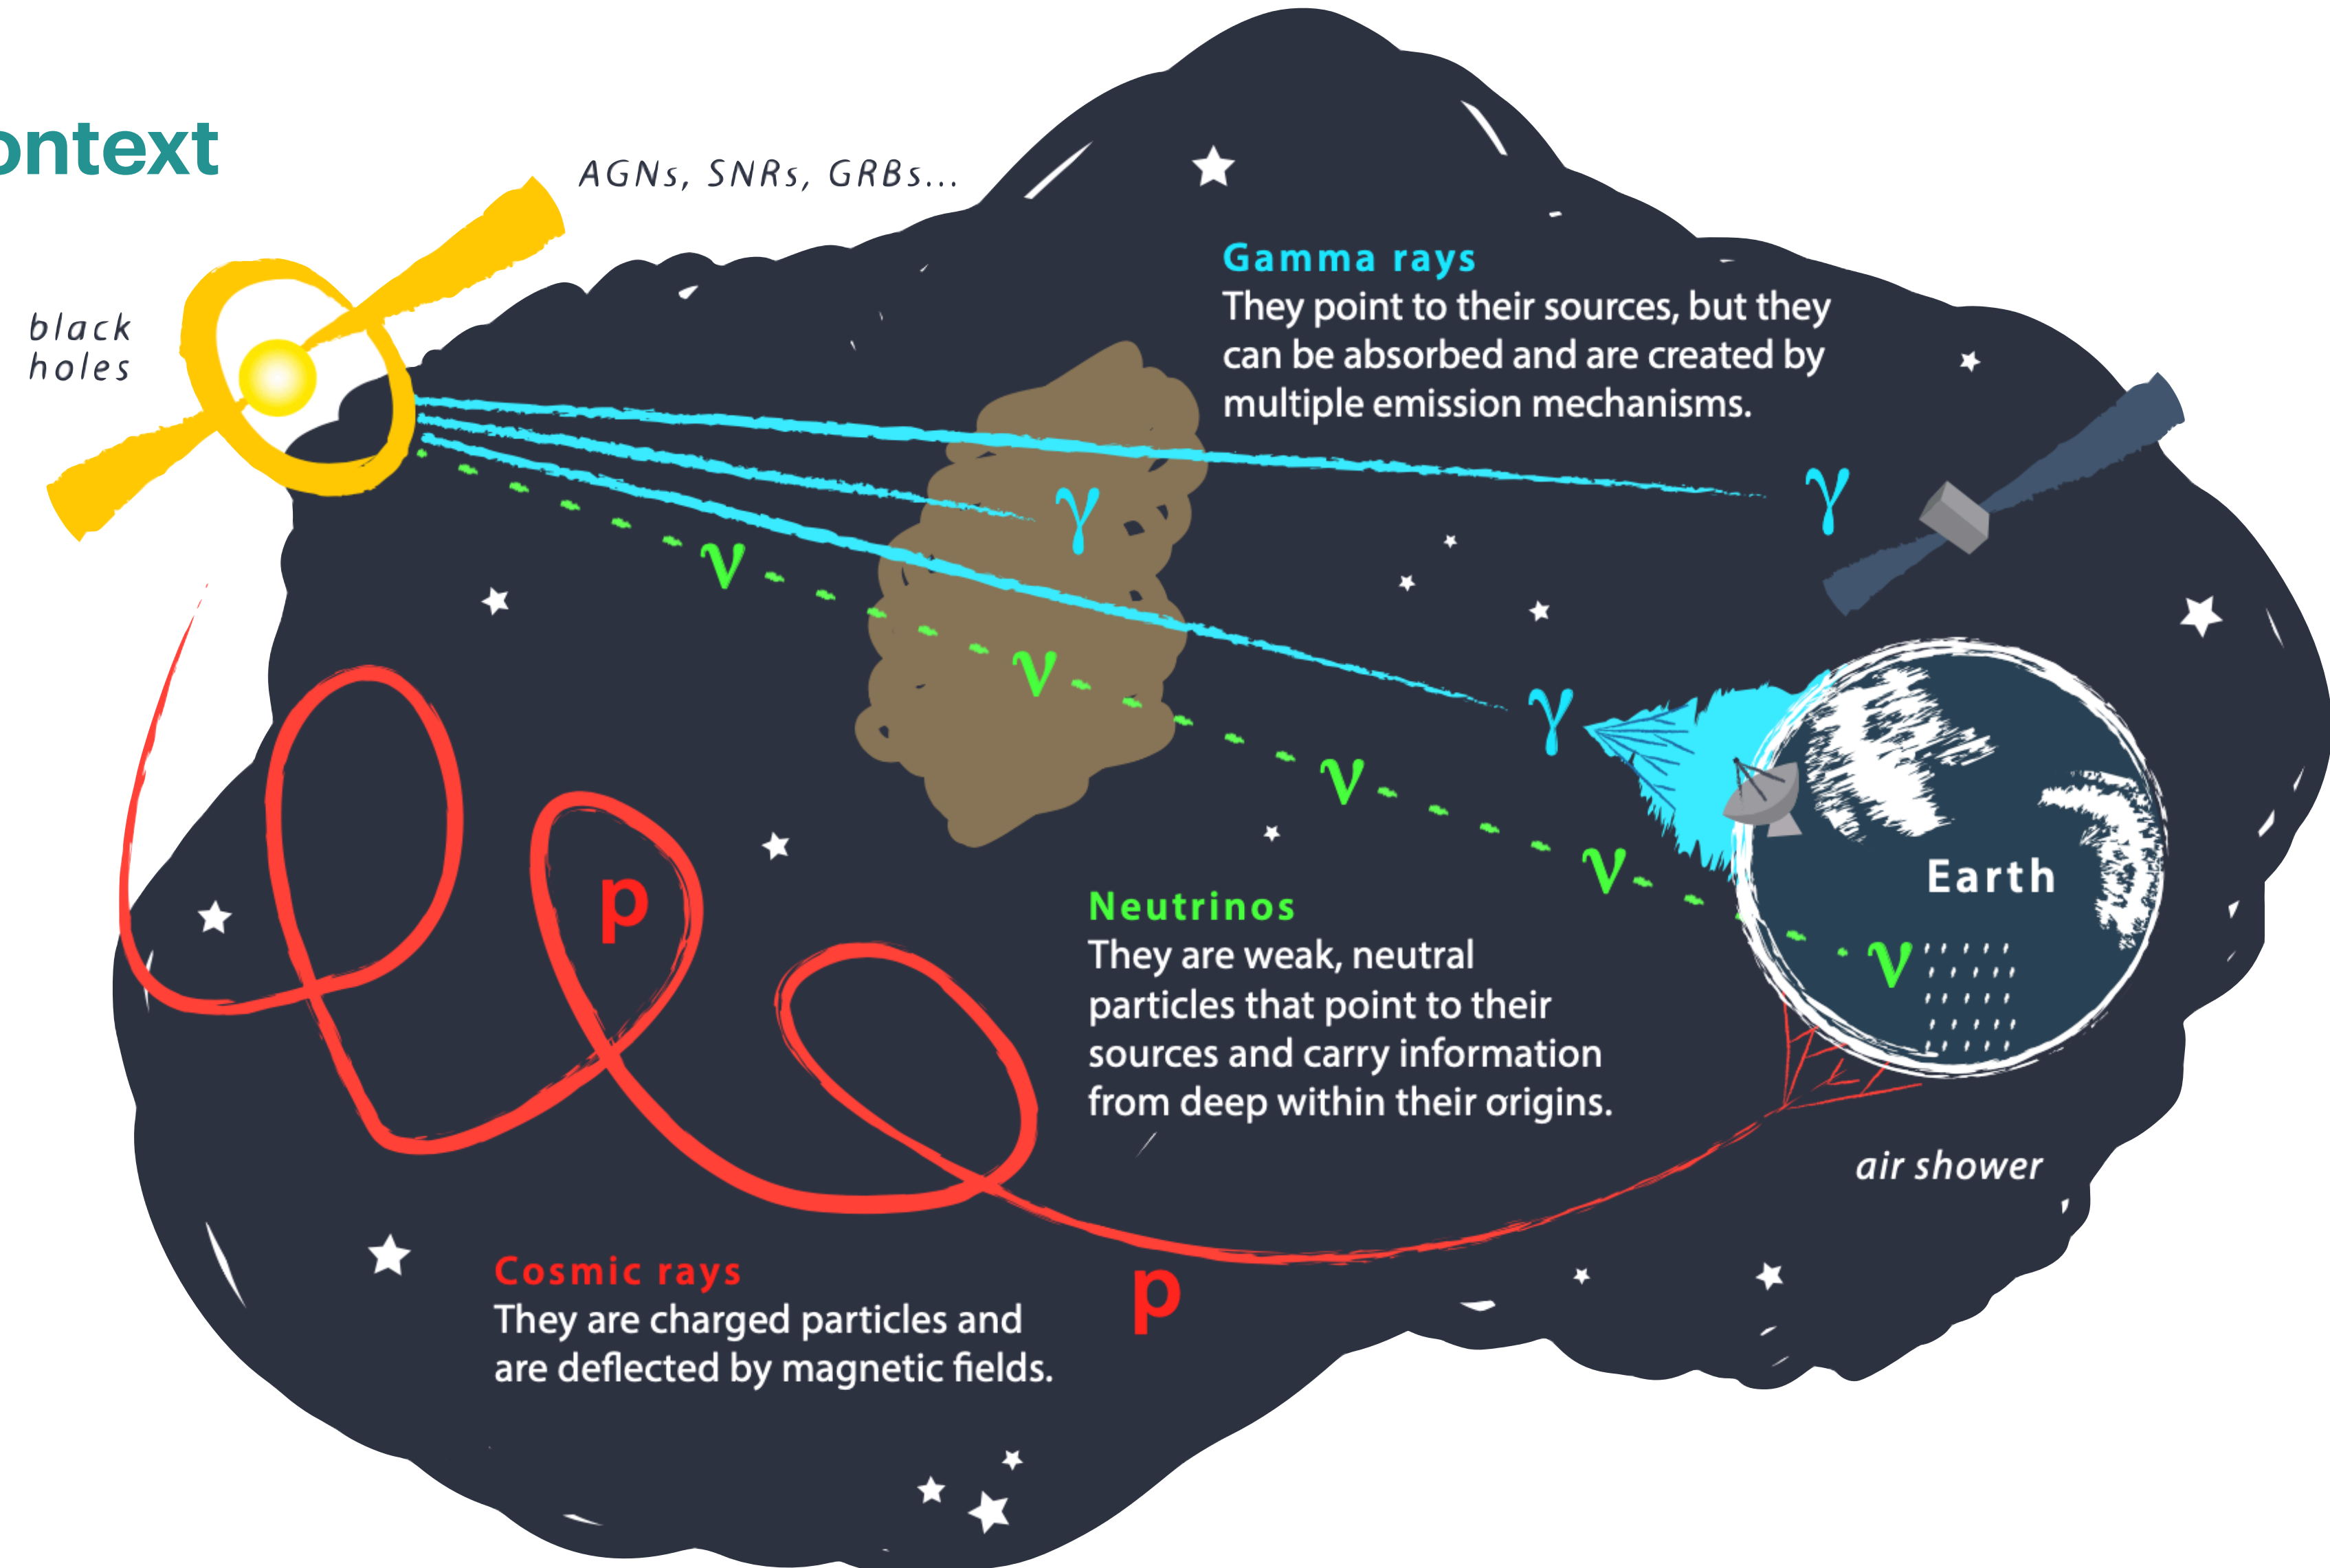 ontext
AGNs, SNRs, GRBs...
black
holes
Gamma rays
They point to their sources, but they
can be absorbed and are created by
multiple emission mechanisms.
γ
γ
ν
ν
γ
ν
ν
Earth
p
Neutrinos
They are weak, neutral
particles that point to their
sources and carry information
from deep within their origins.
ν
air shower
Cosmic rays
They are charged particles and
are deflected by magnetic fields.
p